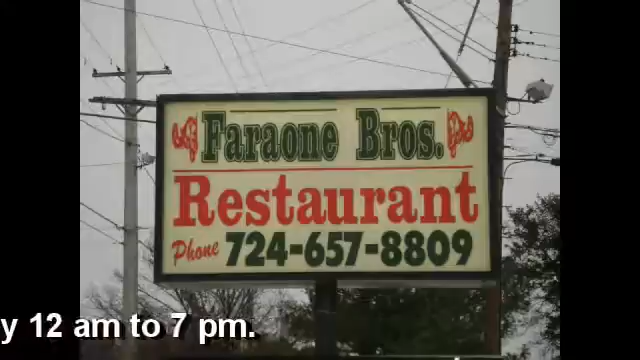 Faraone Bros.
Restaurant
Phone 724-657-8809
y 12 am to 7 pm.